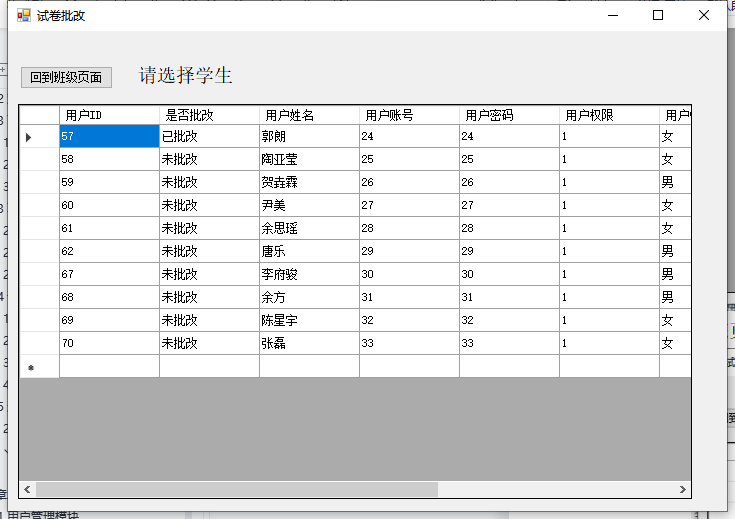 试卷批改
回到班级页面 请选择学生
用户ID 是否批改 用户姓名 用户账号 用户密码 用户权限
57 已批改 郭朗 24 24 1 女
58 未批改 陶亚莹 25 25 1 女
59 未批改 贺垚霖 26 26 1 男
60 未批改 尹美 27 27 1 女
61 未批改 余思瑶 28 28 1 女
62 未批改 唐乐 29 29 1 男
67 未批改 李府骏 30 30 1 男
68 未批改 余方 31 31 1 男
69 未批改 陈星宇 32 32 1 女
70 未批改 张磊 33 33 1 女
用户管理模块